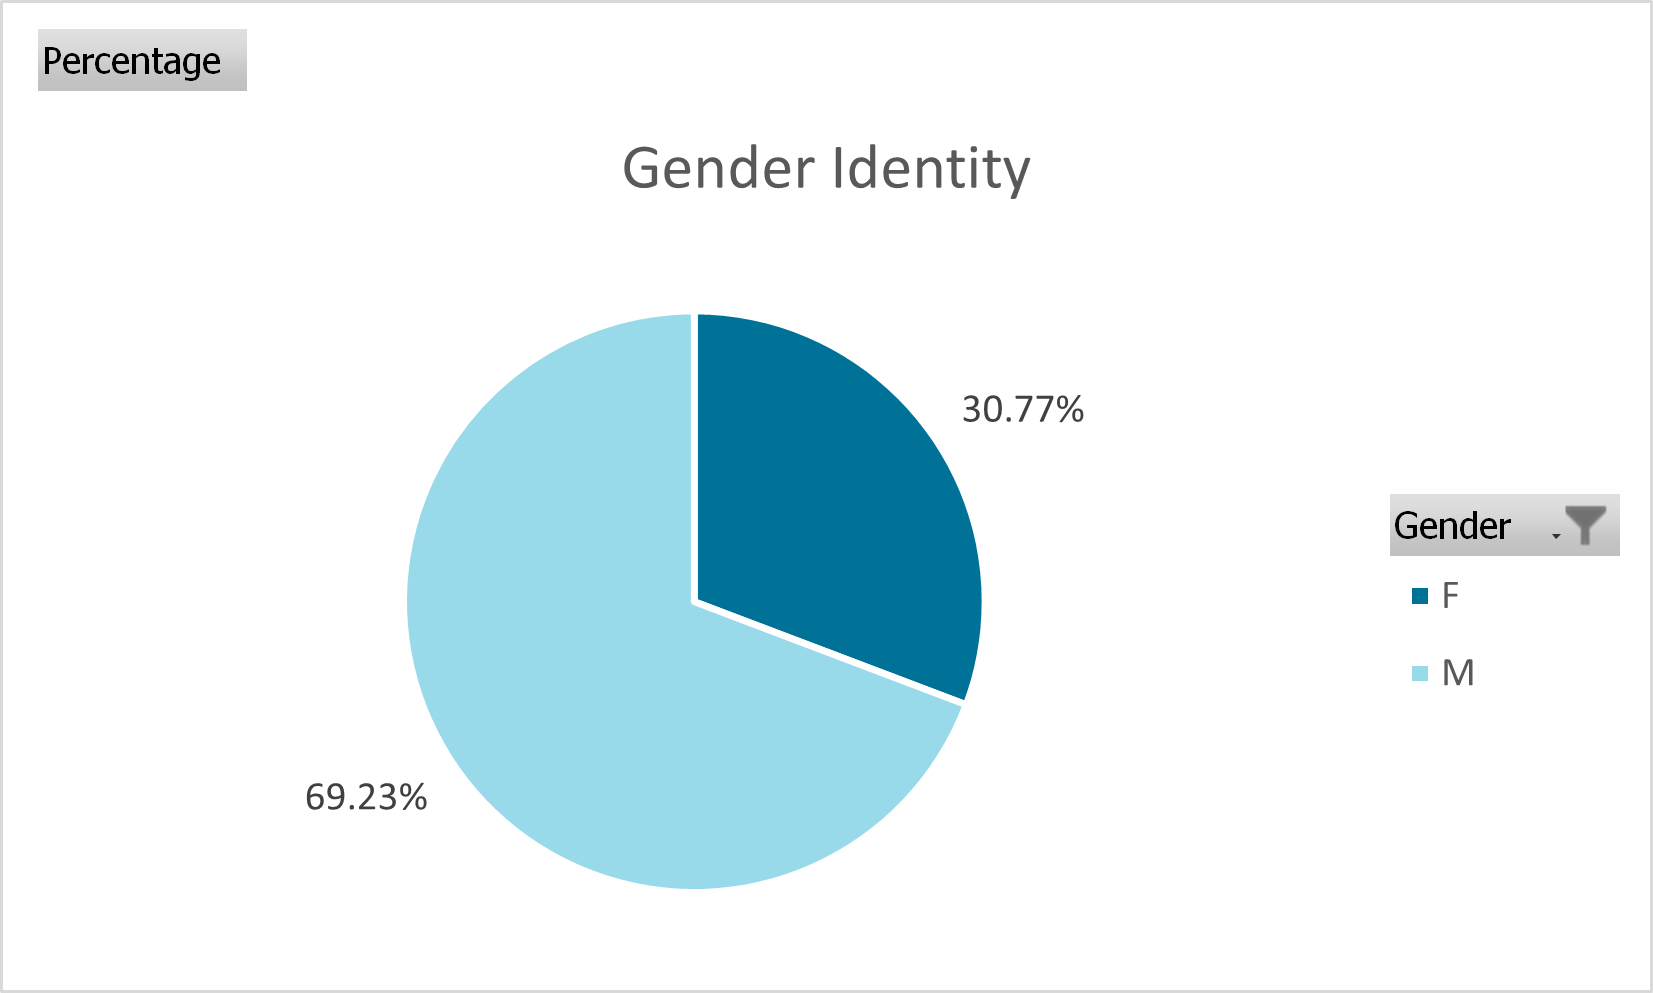 Percentage
Gender Identity
30.77%
69.23%
Gender
F
M